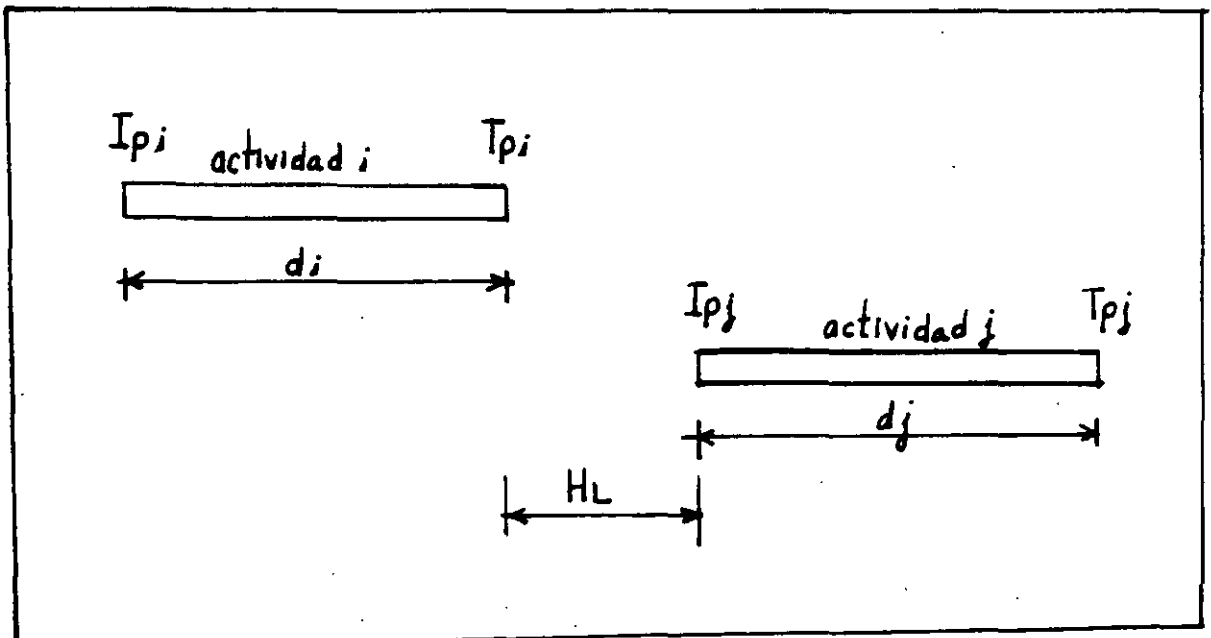 Ipi
actividad i
Tpi
di
Ipj
actividad j
Tpj
dj
HL